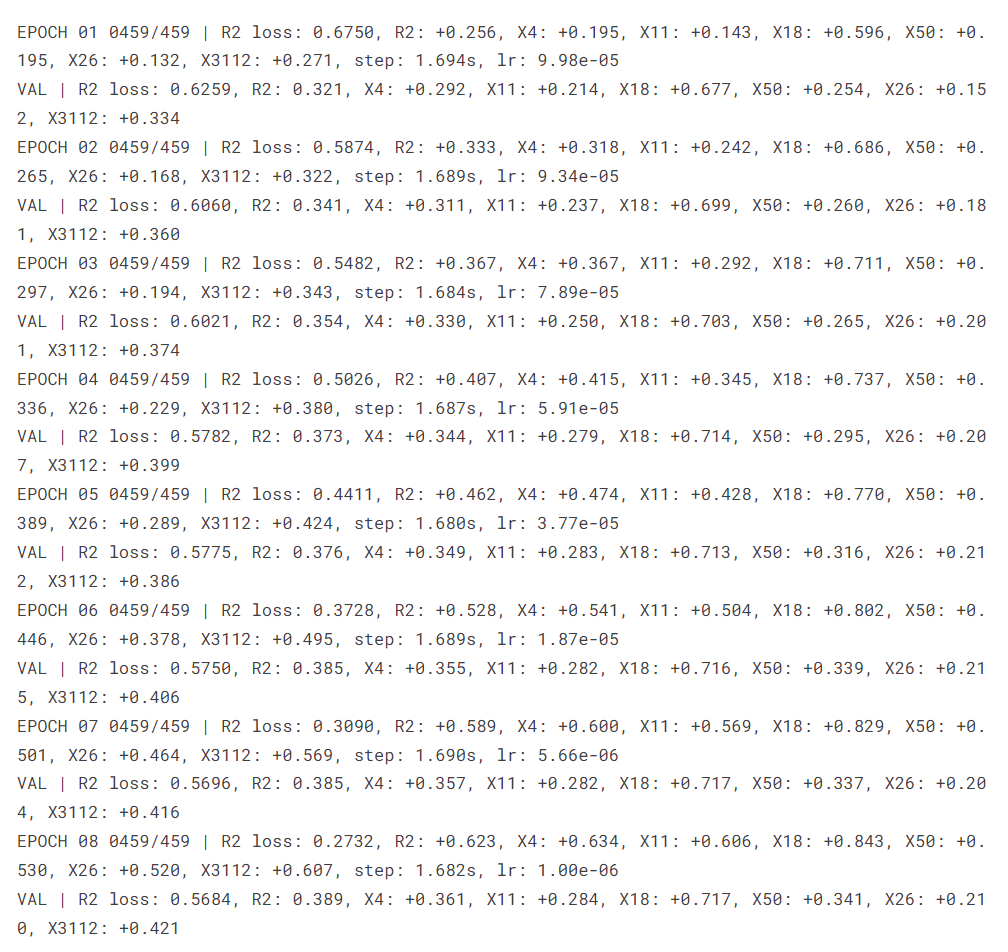 EPOCH 01 0459/459 | R2 loss: 0.6750, R2: +0.256, X4: +0.195, X11: +0.143, X18: +0.596, X50: +0.
195, X26: +0.132, X3112: +0.271, step: 1.694s, lr: 9.98e-05
VAL | R2 loss: 0.6259, R2: 0.321, X4: +0.292, X11: +0.214, X18: +0.677, X50: +0.254, X26: +0.15
2, X3112: +0.334
EPOCH 02 0459/459 | R2 loss: 0.5874, R2: +0.333, X4: +0.318, X11: +0.242, X18: +0.686, X50: +0.
265, X26: +0.168, X3112: +0.322, step: 1.689s, lr: 9.34e-05
VAL | R2 loss: 0.6060, R2: 0.341, X4: +0.311, X11: +0.237, X18: +0.699, X50: +0.260, X26: +0.18
1, X3112: +0.360
EPOCH 03 0459/459 | R2 loss: 0.5482, R2: +0.367, X4: +0.367, X11: +0.292, X18: +0.711, X50: +0.
297, X26: +0.194, X3112: +0.343, step: 1.684s, lr: 7.89e-05
VAL | R2 loss: 0.6021, R2: 0.354, X4: +0.330, X11: +0.250, X18: +0.703, X50: +0.265, X26: +0.20
1, X3112: +0.374
EPOCH 04 0459/459 | R2 loss: 0.5026, R2: +0.407, X4: +0.415, X11: +0.345, X18: +0.737, X50: +0.
336, X26: +0.229, X3112: +0.380, step: 1.687s, lr: 5.91e-05
VAL | R2 loss: 0.5782, R2: 0.373, X4: +0.344, X11: +0.279, X18: +0.714, X50: +0.295, X26: +0.20
7, X3112: +0.399
EPOCH 05 0459/459 | R2 loss: 0.4411, R2: +0.462, X4: +0.474, X11: +0.428, X18: +0.770, X50: +0.
389, X26: +0.289, X3112: +0.424, step: 1.680s, lr: 3.77e-05
VAL | R2 loss: 0.5775, R2: 0.376, X4: +0.349, X11: +0.283, X18: +0.713, X50: +0.316, X26: +0.21
2, X3112: +0.386
EPOCH 06 0459/459 | R2 loss: 0.3728, R2: +0.528, X4: +0.541, X11: +0.504, X18: +0.802, X50: +0.
446, X26: +0.378, X3112: +0.495, step: 1.689s, lr: 1.87e-05
VAL | R2 loss: 0.5750, R2: 0.385, X4: +0.355, X11: +0.282, X18: +0.716, X50: +0.339, X26: +0.21
5, X3112: +0.406
EPOCH 07 0459/459 | R2 loss: 0.3090, R2: +0.589, X4: +0.600, X11: +0.569, X18: +0.829, X50: +0.
501, X26: +0.464, X3112: +0.569, step: 1.690s, lr: 5.66e-06
VAL | R2 loss: 0.5696, R2: 0.385, X4: +0.357, X11: +0.282, X18: +0.717, X50: +0.337, X26: +0.20
4, X3112: +0.416
EPOCH 08 0459/459 | R2 loss: 0.2732, R2: +0.623, X4: +0.634, X11: +0.606, X18: +0.843, X50: +0.
530, X26: +0.520, X3112: +0.607, step: 1.682s, lr: 1.00e-06
VAL | R2 loss: 0.5684, R2: 0.389, X4: +0.361, X11: +0.284, X18: +0.717, X50: +0.341, X26: +0.21
0, X3112: +0.421